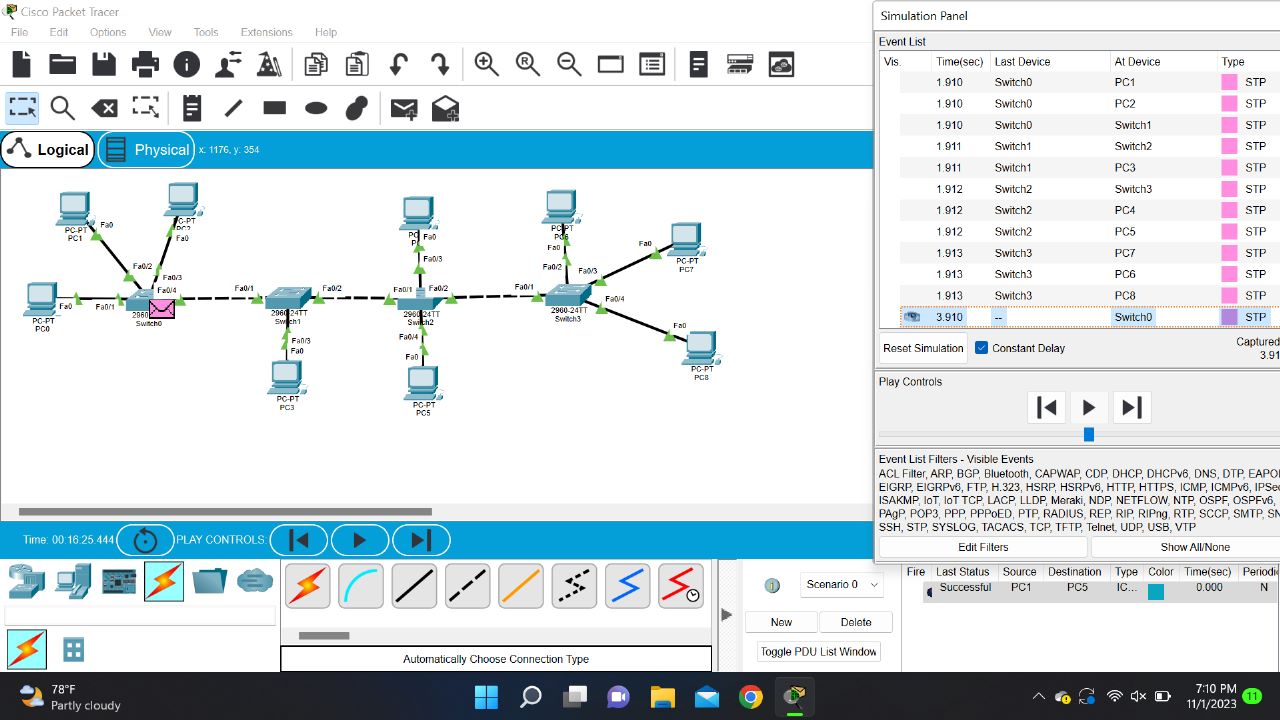 Cisco Packet Tracer
File Edit Options View Tools Extensions Help
Logical
Physical
x: 1176, y: 354
PC-PT
PC1
Fa0
PC-PT
PC2
Fa0
Fa0/2
Fa0/3
Fa0/4
PC-PT
PC0
Fa0
Fa0/1
2960
Switch0
Fa0/1
Fa0/2
2960-24TT
Switch1
Fa0/3
Fa0
PC-PT
PC3
Fa0
Fa0/3
Fa0/1
Fa0/2
2960-24TT
Switch2
Fa0/4
Fa0
PC-PT
PC5
PC-PT
Fa0
Fa0/2
Fa0/3
Fa0/1
Fa0/4
2960-24TT
Switch3
Fa0
PC-PT
PC7
Fa0
PC-PT
PC8
Simulation Panel
Event List
Vis. Time(sec) Last Device At Device Type
1.910 Switch0 PC1 STP
1.910 Switch0 PC2 STP
1.910 Switch0 Switch1 STP
1.911 Switch1 Switch2 STP
1.911 Switch1 PC3 STP
1.912 Switch2 Switch3 STP
1.912 Switch2 PC4 STP
1.912 Switch2 PC5 STP
1.913 Switch3 PC7 STP
1.913 Switch3 PC6 STP
1.913 Switch3 PC8 STP
3.910 -- Switch0 STP
Reset Simulation
Constant Delay
Captured
3.91
Play Controls
Event List Filters - Visible Events
ACL Filter, ARP, BGP, Bluetooth, CAPWAP, CDP, DHCP, DHCPv6, DNS, DTP, EAPOL
EIGRP, EIGRPv6, FTP, H.323, HSRP, HSRPv6, HTTP, HTTPS, ICMP, ICMPv6, IPSec
ISAKMP, IoT, IoT TCP, LACP, LLDP, Meraki, NDP, NETFLOW, NTP, OSPF, OSPFv6,
PAgP, POP3, PPP, PPPoED, PTP, RADIUS, REP, RIP, RIPng, RTP, SCCP, SMTP, SN
SSH, STP, SYSLOG, TACACS, TCP, TFTP, Telnet, UDP, USB, VTP
Edit Filters
Show All/None
Time: 00:16:25.444
PLAY CONTROLS:
Automatically Choose Connection Type
Scenario 0
New
Delete
Toggle PDU List Window
Fire Last Status Source Destination Type Color Time(sec) Periodi
Successful PC1 PC5 IC... 0.000 N
78°F
Partly cloudy
7:10 PM
11/1/2023
11